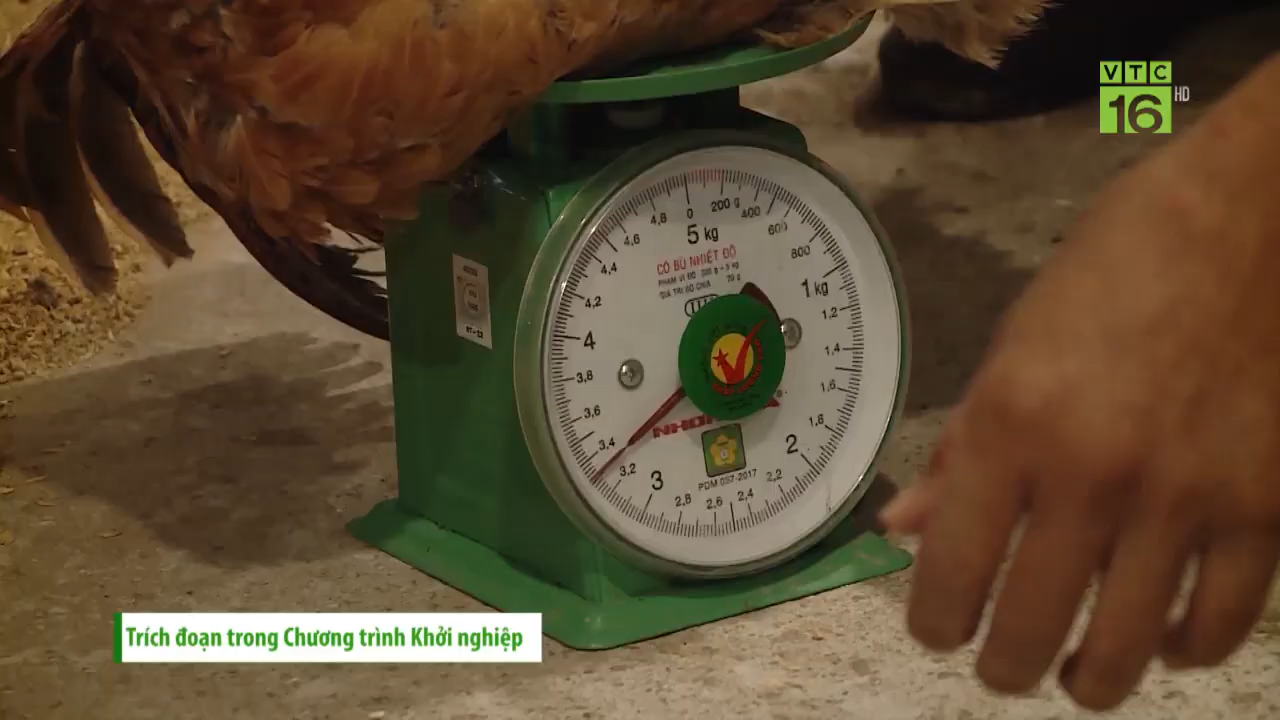 VTC
16 HD
0
200 g
400
600
800
1 kg
1,2
1,4
1,6
1,8
2
2,2
2,4
2,6
2,8
3
3,2
3,4
3,6
3,8
4
4,2
4,4
4,6
4,8
5 kg
CÓ BÙ NHIỆT ĐỘ
PDM 037-2017
Trích đoạn trong Chương trình Khởi nghiệp